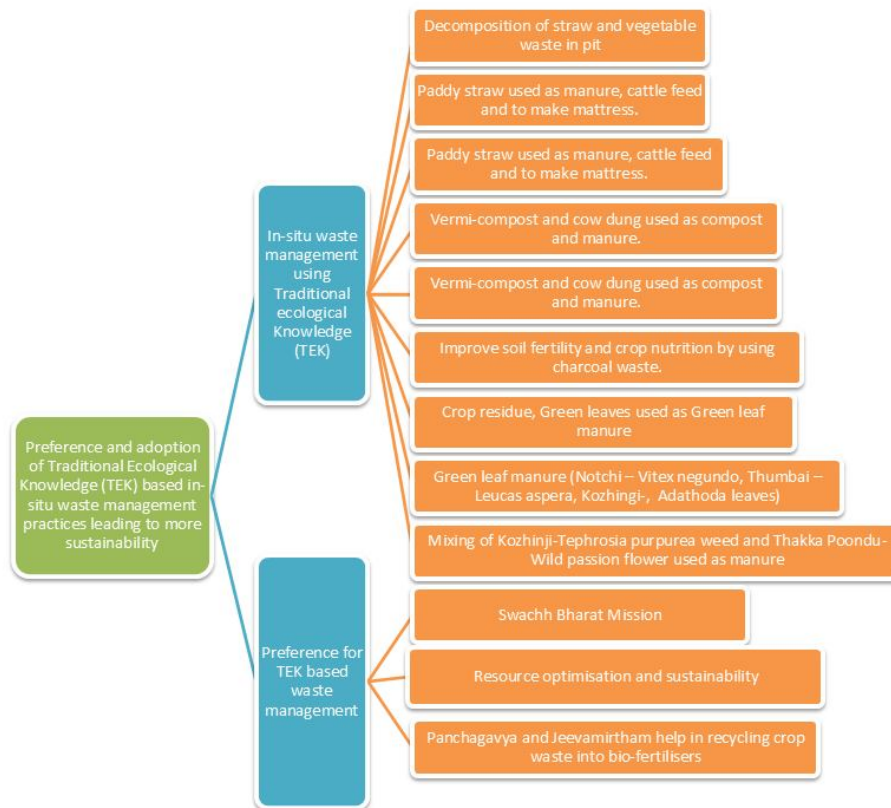 Decomposition of straw and vegetable
waste in pit
Paddy straw used as manure, cattle feed
and to make mattress.
Paddy straw used as manure, cattle feed
and to make mattress.
In-situ waste
management
using
Traditional
ecological
Knowledge
(TEK)
Vermi-compost and cow dung used as compost
and manure.
Vermi-compost and cow dung used as compost
and manure.
Improve soil fertility and crop nutrition by using
charcoal waste.
Crop residue, Green leaves used as Green leaf
manure
Preference and adoption
of Traditional Ecological
Knowledge (TEK) based in-
situ waste management
practices leading to more
sustainability
Green leaf manure (Notchi – Vitex negundo, Thumbai –
Leucas aspera, Kozhingi-, Adathoda leaves)
Mixing of Kozhinji-Tephrosia purpurea weed and Thakka Poondu-
Wild passion flower used as manure
Preference for
TEK based
waste
management
Swachh Bharat Mission
Resource optimisation and sustainability
Panchagavya and Jeevamirtham help in recycling crop
waste into bio-fertilisers